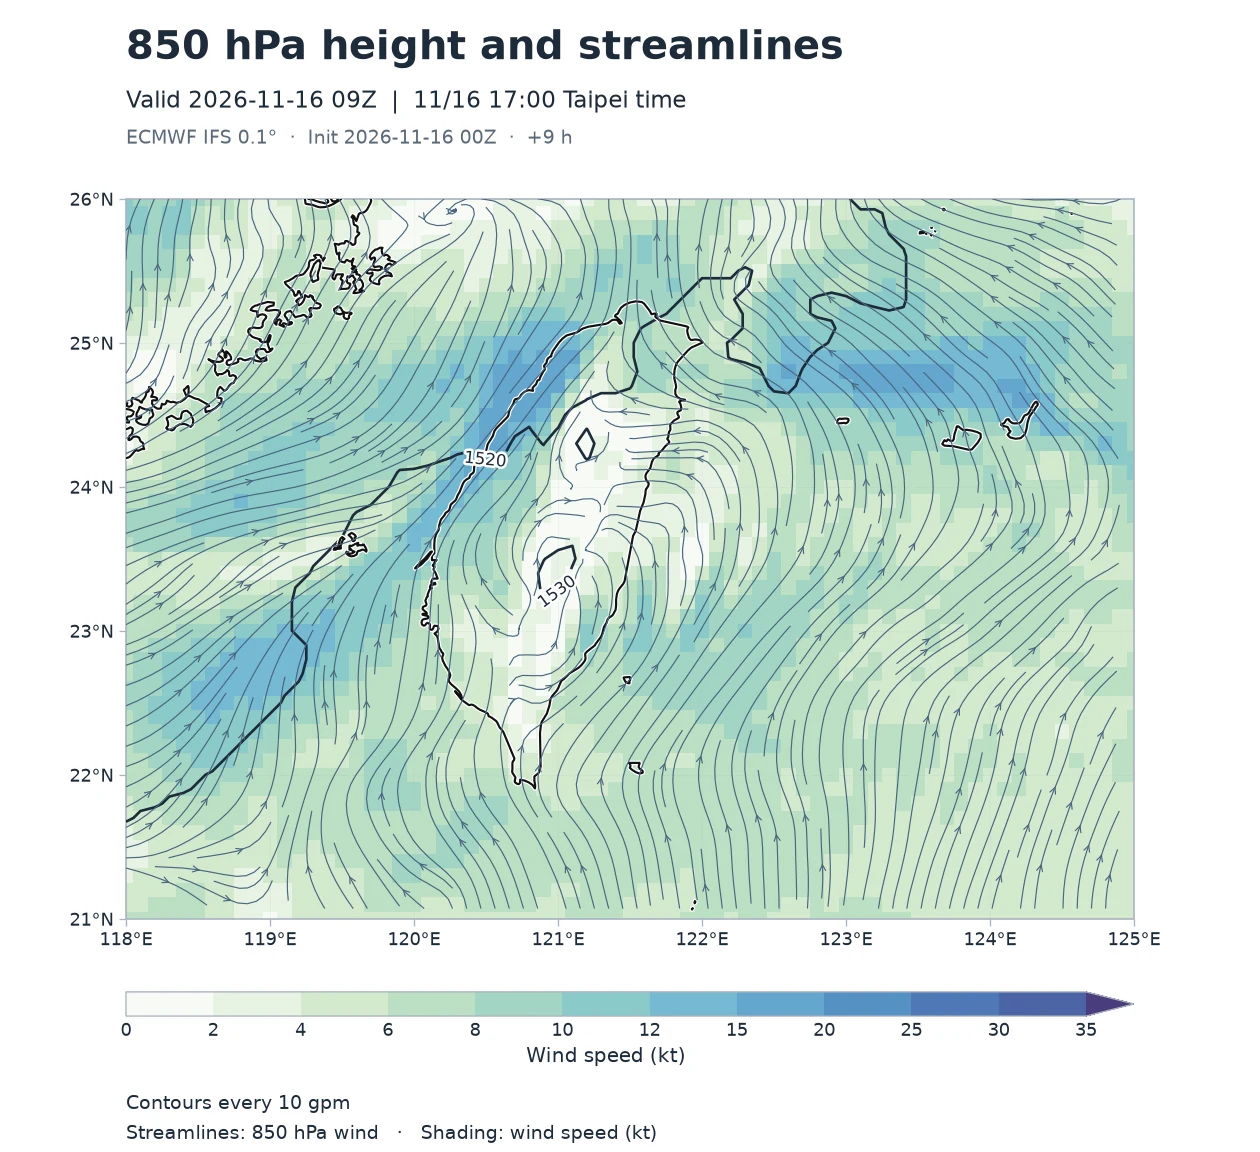 850 hPa height and streamlines
Valid 2026-11-16 09Z | 11/16 17:00 Taipei time
ECMWF IFS 0.1° · Init 2026-11-16 00Z · +9 h
26°N
25°N
24°N
23°N
22°N
21°N
1520
1530
118°E 119°E 120°E 121°E 122°E 123°E 124°E 125°E
0 2 4 6 8 10 12 15 20 25 30 35
Wind speed (kt)
Contours every 10 gpm
Streamlines: 850 hPa wind · Shading: wind speed (kt)